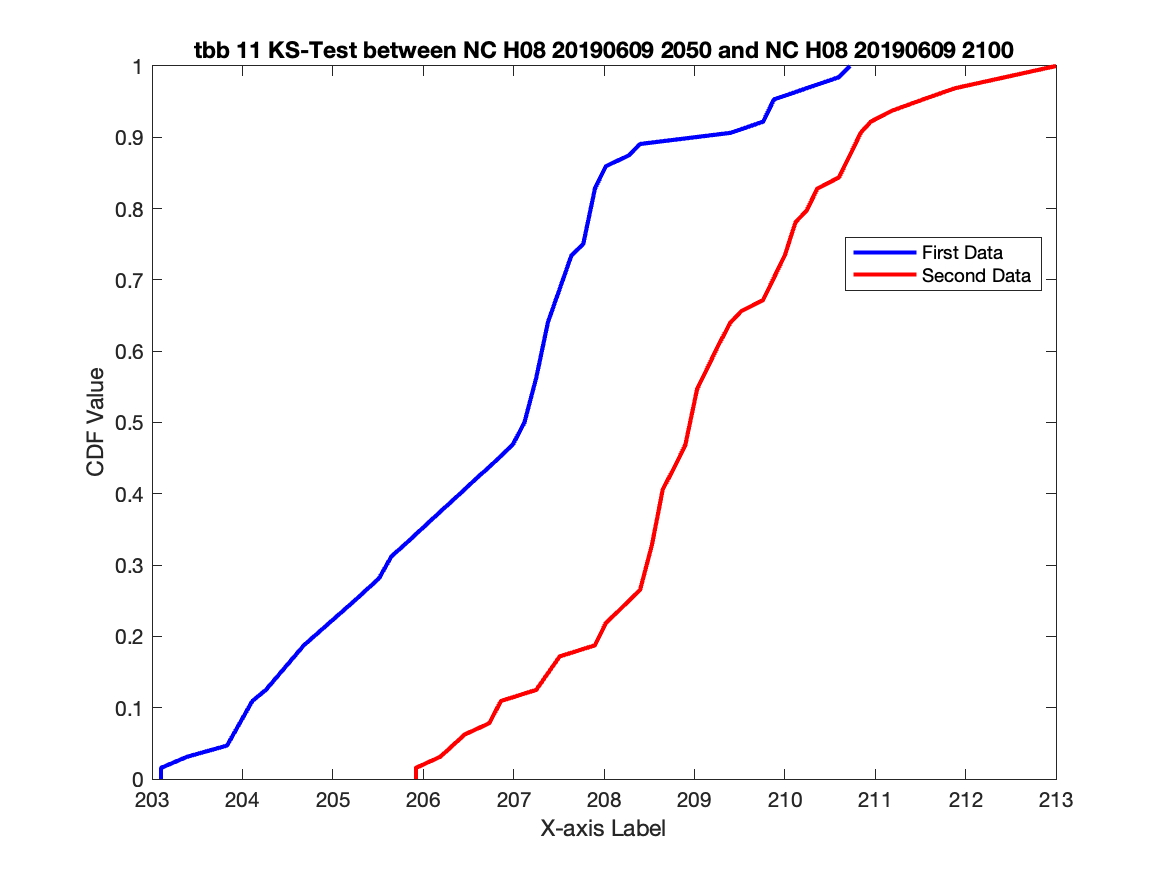 tbb 11 KS-Test between NC H08 20190609 2050 and NC H08 20190609 2100
1
0.9
0.8
0.7
0.6
0.5
0.4
0.3
0.2
0.1
0
CDF Value
First Data
Second Data
203 204 205 206 207 208 209 210 211 212 213
X-axis Label